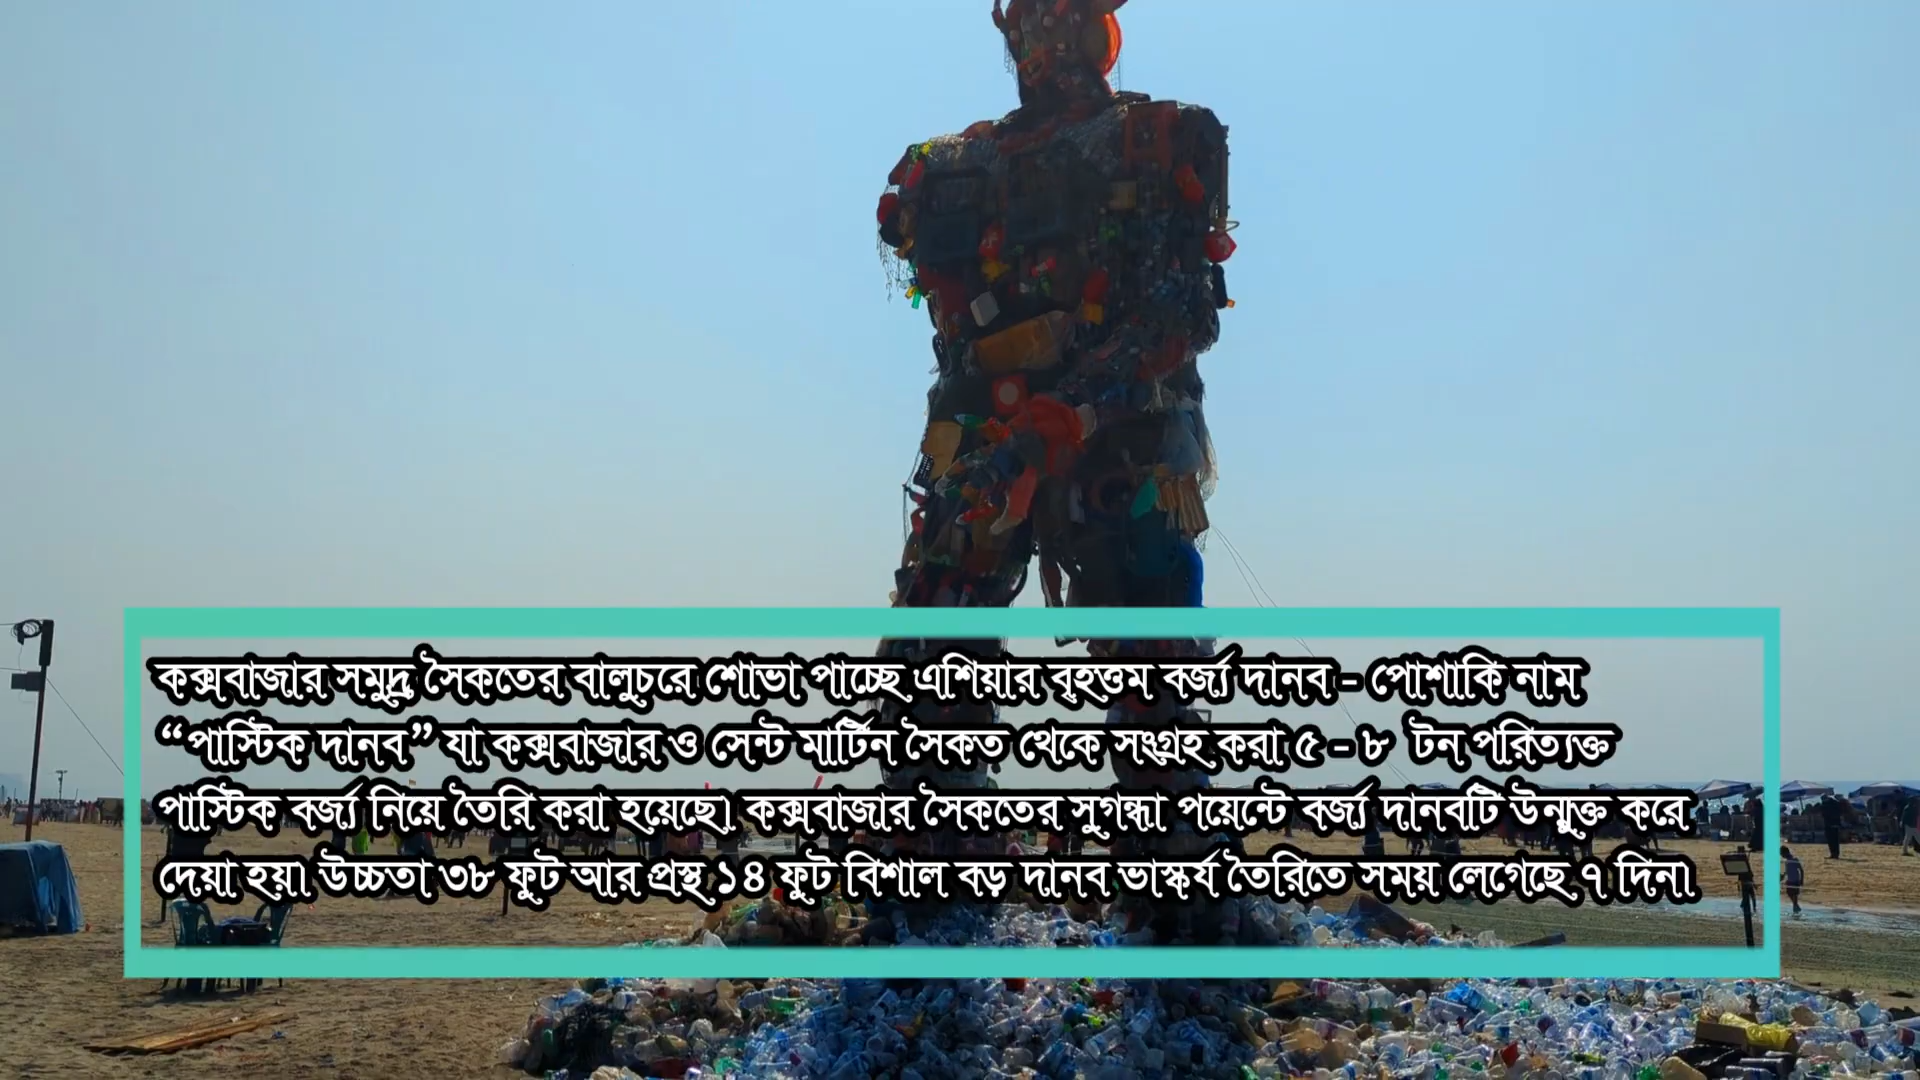 কক্সবাজার সমুদ্র সৈকতের বালুচরে শোভা পাচ্ছে এশিয়ার বৃহত্তম বর্জ্য দানব - পোশাকি নাম
“পাস্টিক দানব” যা কক্সবাজার ও সেন্ট মার্টিন সৈকত থেকে সংগ্রহ করা ৫ - ৮ টন পরিত্যক্ত
পাস্টিক বর্জ্য নিয়ে তৈরি করা হয়েছে। কক্সবাজার সৈকতের সুগন্ধা পয়েন্টে বর্জ্য দানবটি উন্মুক্ত করে
দেয়া হয়। উচ্চতা ৩৮ ফুট আর প্রস্থ ১৪ ফুট বিশাল বড় দানব ভাস্কর্য তৈরিতে সময় লেগেছে ৭ দিন।